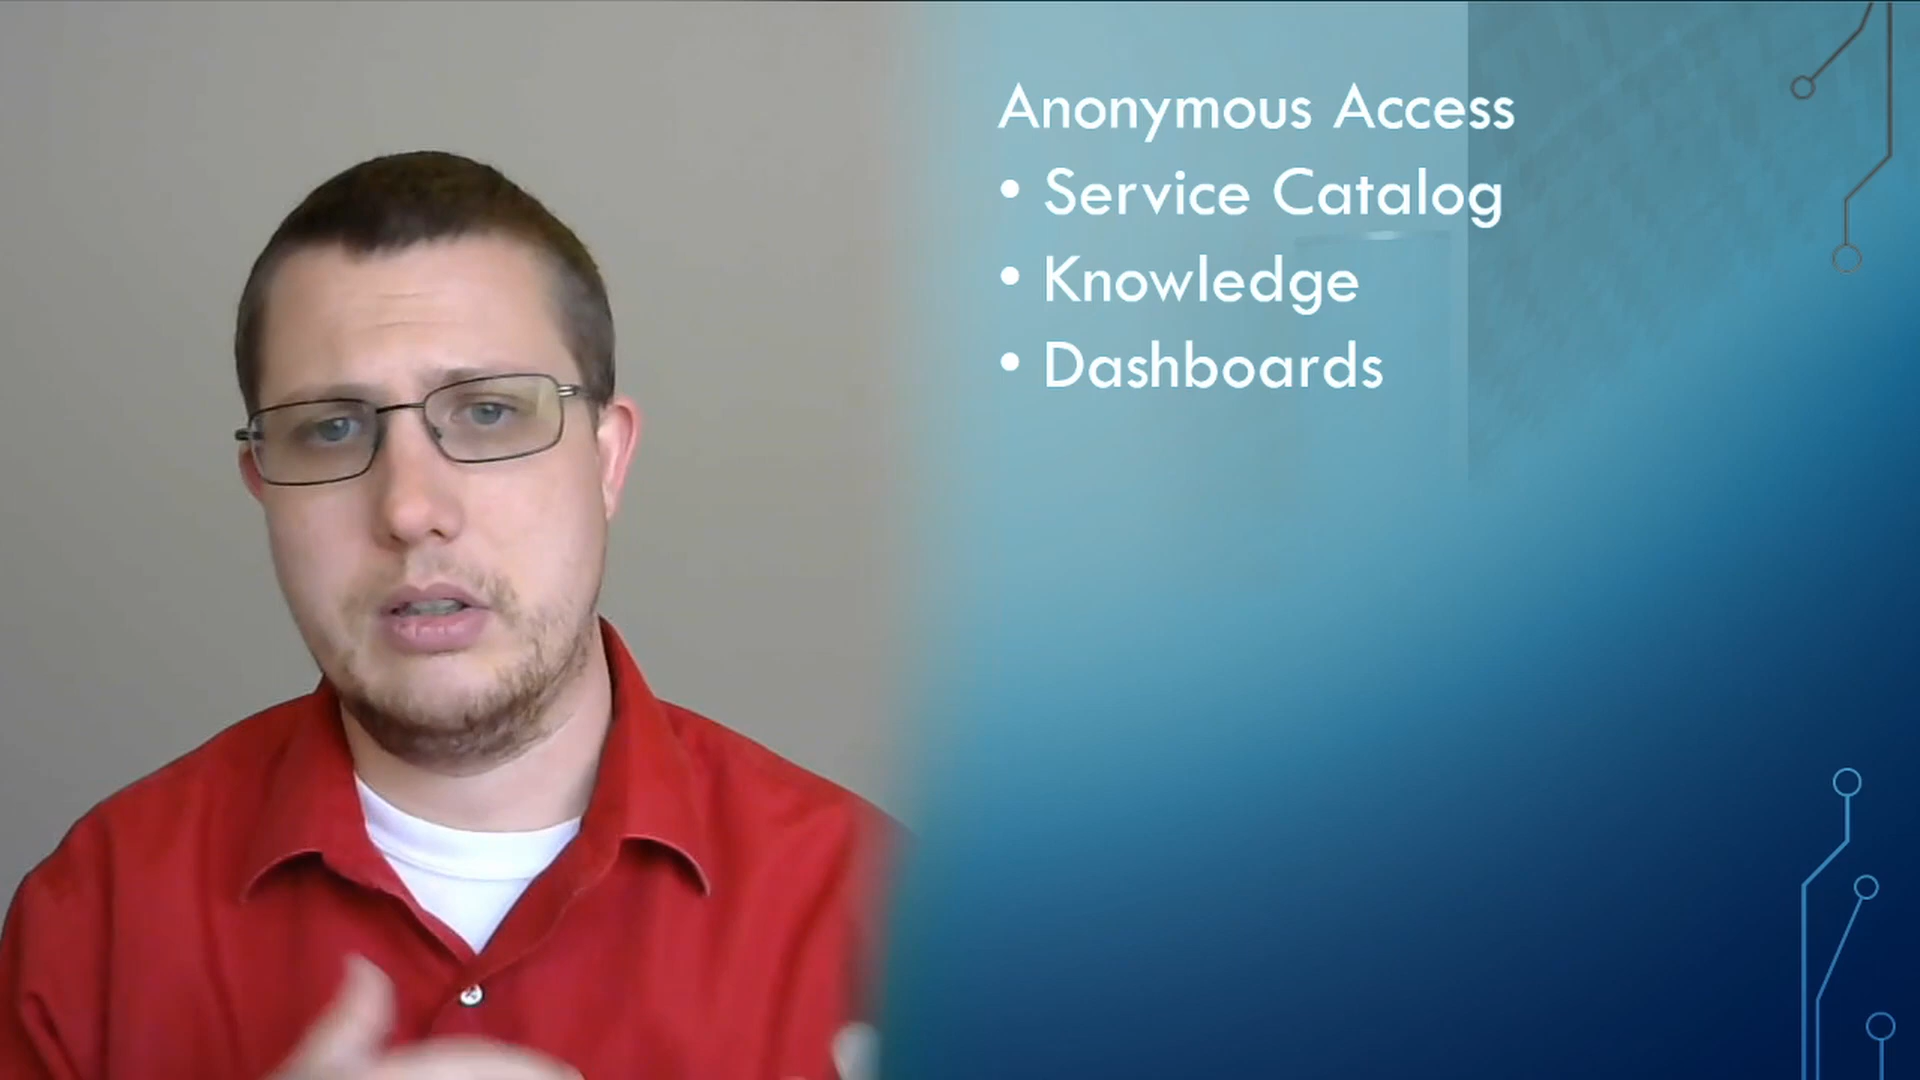 Anonymous Access
• Service Catalog
• Knowledge
• Dashboards